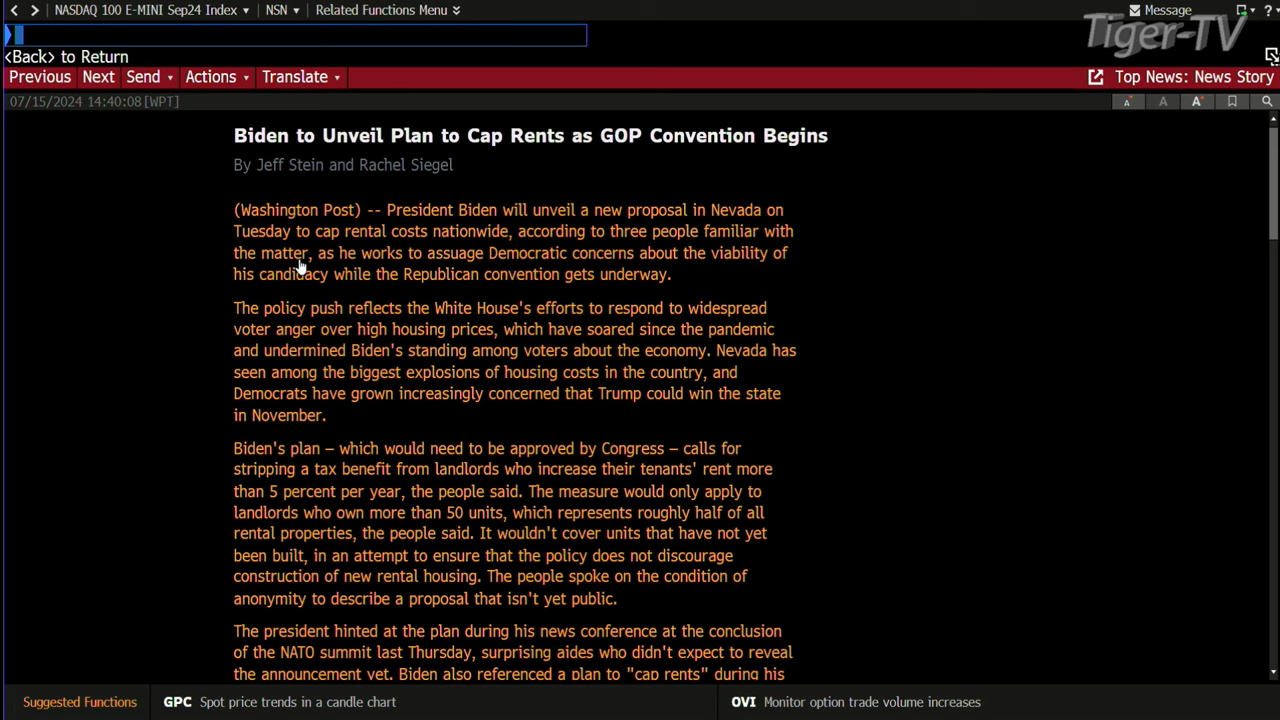 NASDAQ 100 E-MINI Sep24 Index NSN Related Functions Menu Message ?
Tiger-TV
<Back> to Return
Previous Next Send Actions Translate Top News: News Story
07/15/2024 14:40:08[WPT] A A A
Biden to Unveil Plan to Cap Rents as GOP Convention Begins
By Jeff Stein and Rachel Siegel
(Washington Post) -- President Biden will unveil a new proposal in Nevada on
Tuesday to cap rental costs nationwide, according to three people familiar with
the matter, as he works to assuage Democratic concerns about the viability of
his candidacy while the Republican convention gets underway.
The policy push reflects the White House's efforts to respond to widespread
voter anger over high housing prices, which have soared since the pandemic
and undermined Biden's standing among voters about the economy. Nevada has
seen among the biggest explosions of housing costs in the country, and
Democrats have grown increasingly concerned that Trump could win the state
in November.
Biden's plan – which would need to be approved by Congress – calls for
stripping a tax benefit from landlords who increase their tenants' rent more
than 5 percent per year, the people said. The measure would only apply to
landlords who own more than 50 units, which represents roughly half of all
rental properties, the people said. It wouldn't cover units that have not yet
been built, in an attempt to ensure that the policy does not discourage
construction of new rental housing. The people spoke on the condition of
anonymity to describe a proposal that isn't yet public.
The president hinted at the plan during his news conference at the conclusion
of the NATO summit last Thursday, surprising aides who didn't expect to reveal
the announcement yet. Biden also referenced a plan to "cap rents" during his
Suggested Functions GPC Spot price trends in a candle chart OVI Monitor option trade volume increases